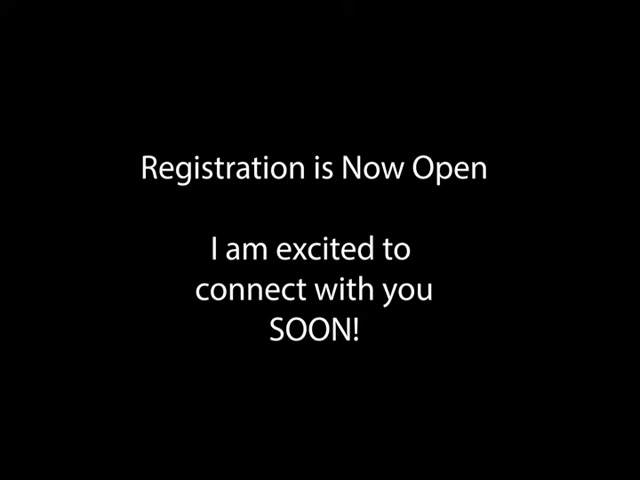 Registration is Now Open
I am excited to
connect with you
SOON!